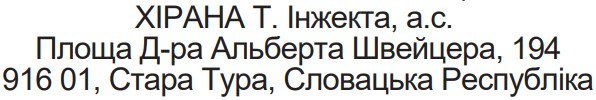 ХІРАНА Т. Інжекта, а.с.
Площа Д-ра Альберта Швейцера, 194
916 01, Стара Тура, Словацька Республіка